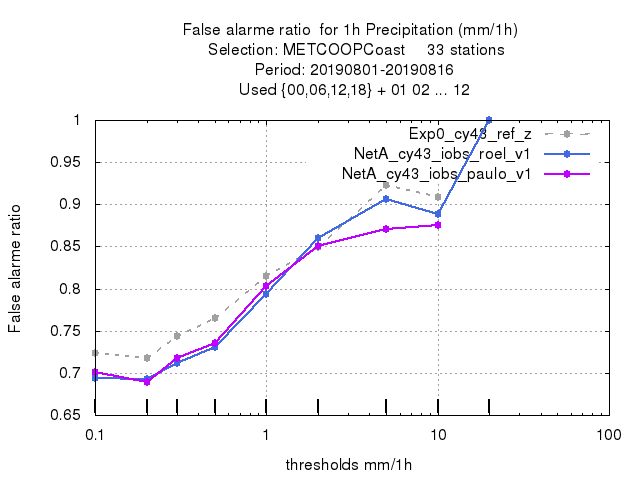 False alarme ratio  for 1h Precipitation (mm/1h)
Selection: METCOOPCoast     33 stations
Period: 20190801-20190816
Used {00,06,12,18} + 01 02 ... 12
Exp0_cy43_ref_z
NetA_cy43_iobs_roel_v1
NetA_cy43_iobs_paulo_v1
False alarme ratio
1
0.95
0.9
0.85
0.8
0.75
0.7
0.65
0.1 1 10 100
thresholds mm/1h